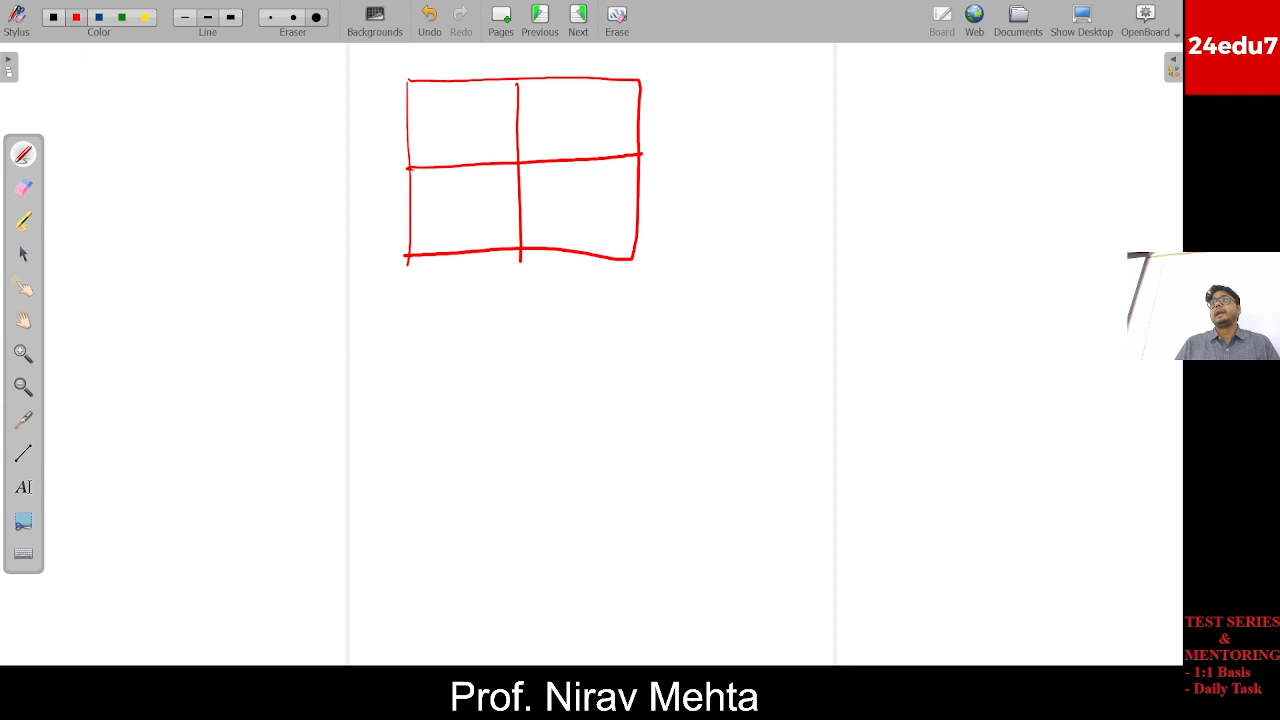 Stylus
Color
Line
Eraser
Backgrounds
Undo
Redo
Pages
Previous
Next
Erase
Board
Web
Documents
Show Desktop
OpenBoard
24edu7
AI
TEST SERIES
&
MENTORING
- 1:1 Basis
- Daily Task
Prof. Nirav Mehta